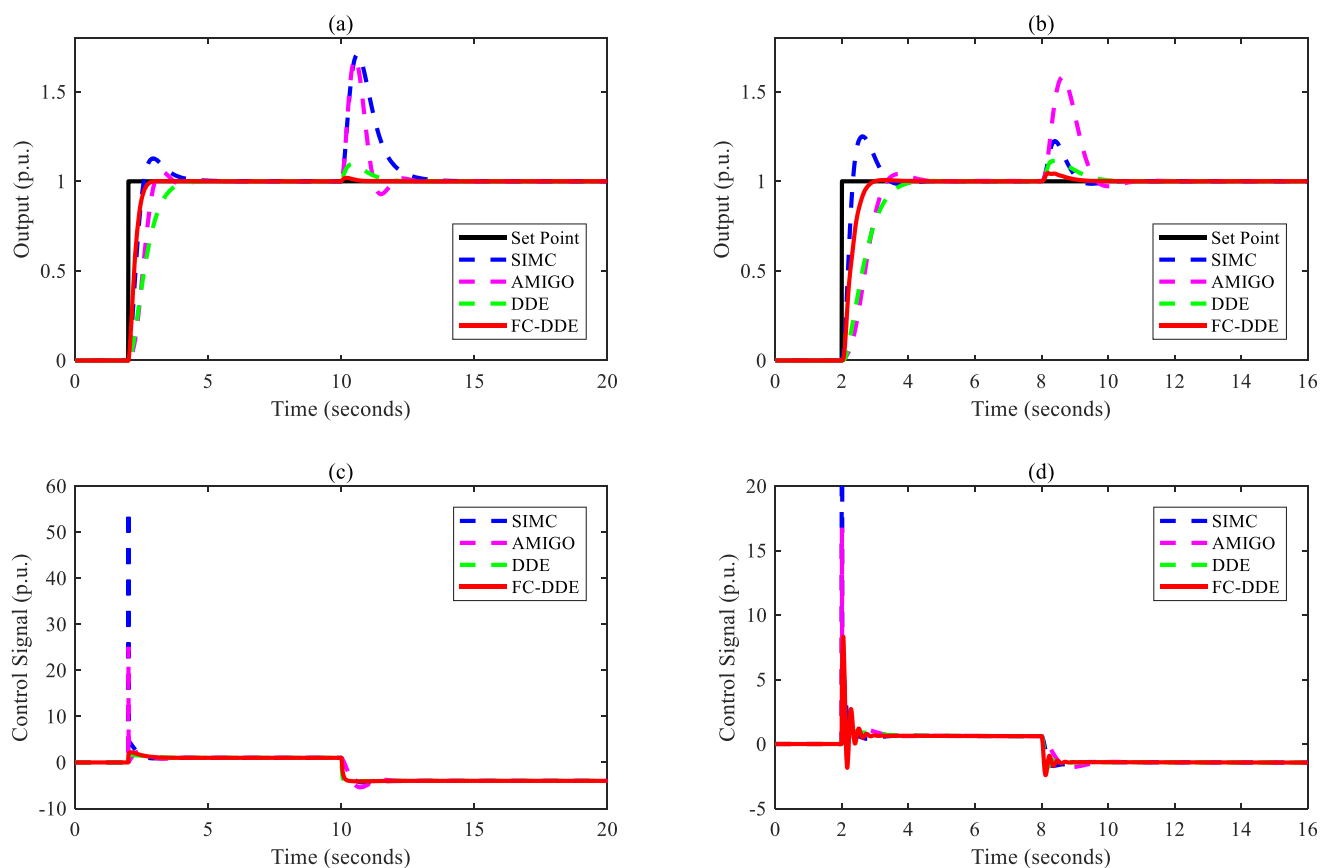 (a)
Output (p.u.)
1.5
1
0.5
0
Set Point
SIMC
AMIGO
DDE
FC-DDE
0 5 10 15 20
Time (seconds)
(b)
Output (p.u.)
1.5
1
0.5
0
Set Point
SIMC
AMIGO
DDE
FC-DDE
0 2 4 6 8 10 12 14 16
Time (seconds)
(c)
Control Signal (p.u.)
60
50
40
30
20
10
0
-10
SIMC
AMIGO
DDE
FC-DDE
0 5 10 15 20
Time (seconds)
(d)
Control Signal (p.u.)
20
15
10
5
0
-5
SIMC
AMIGO
DDE
FC-DDE
0 2 4 6 8 10 12 14 16
Time (seconds)